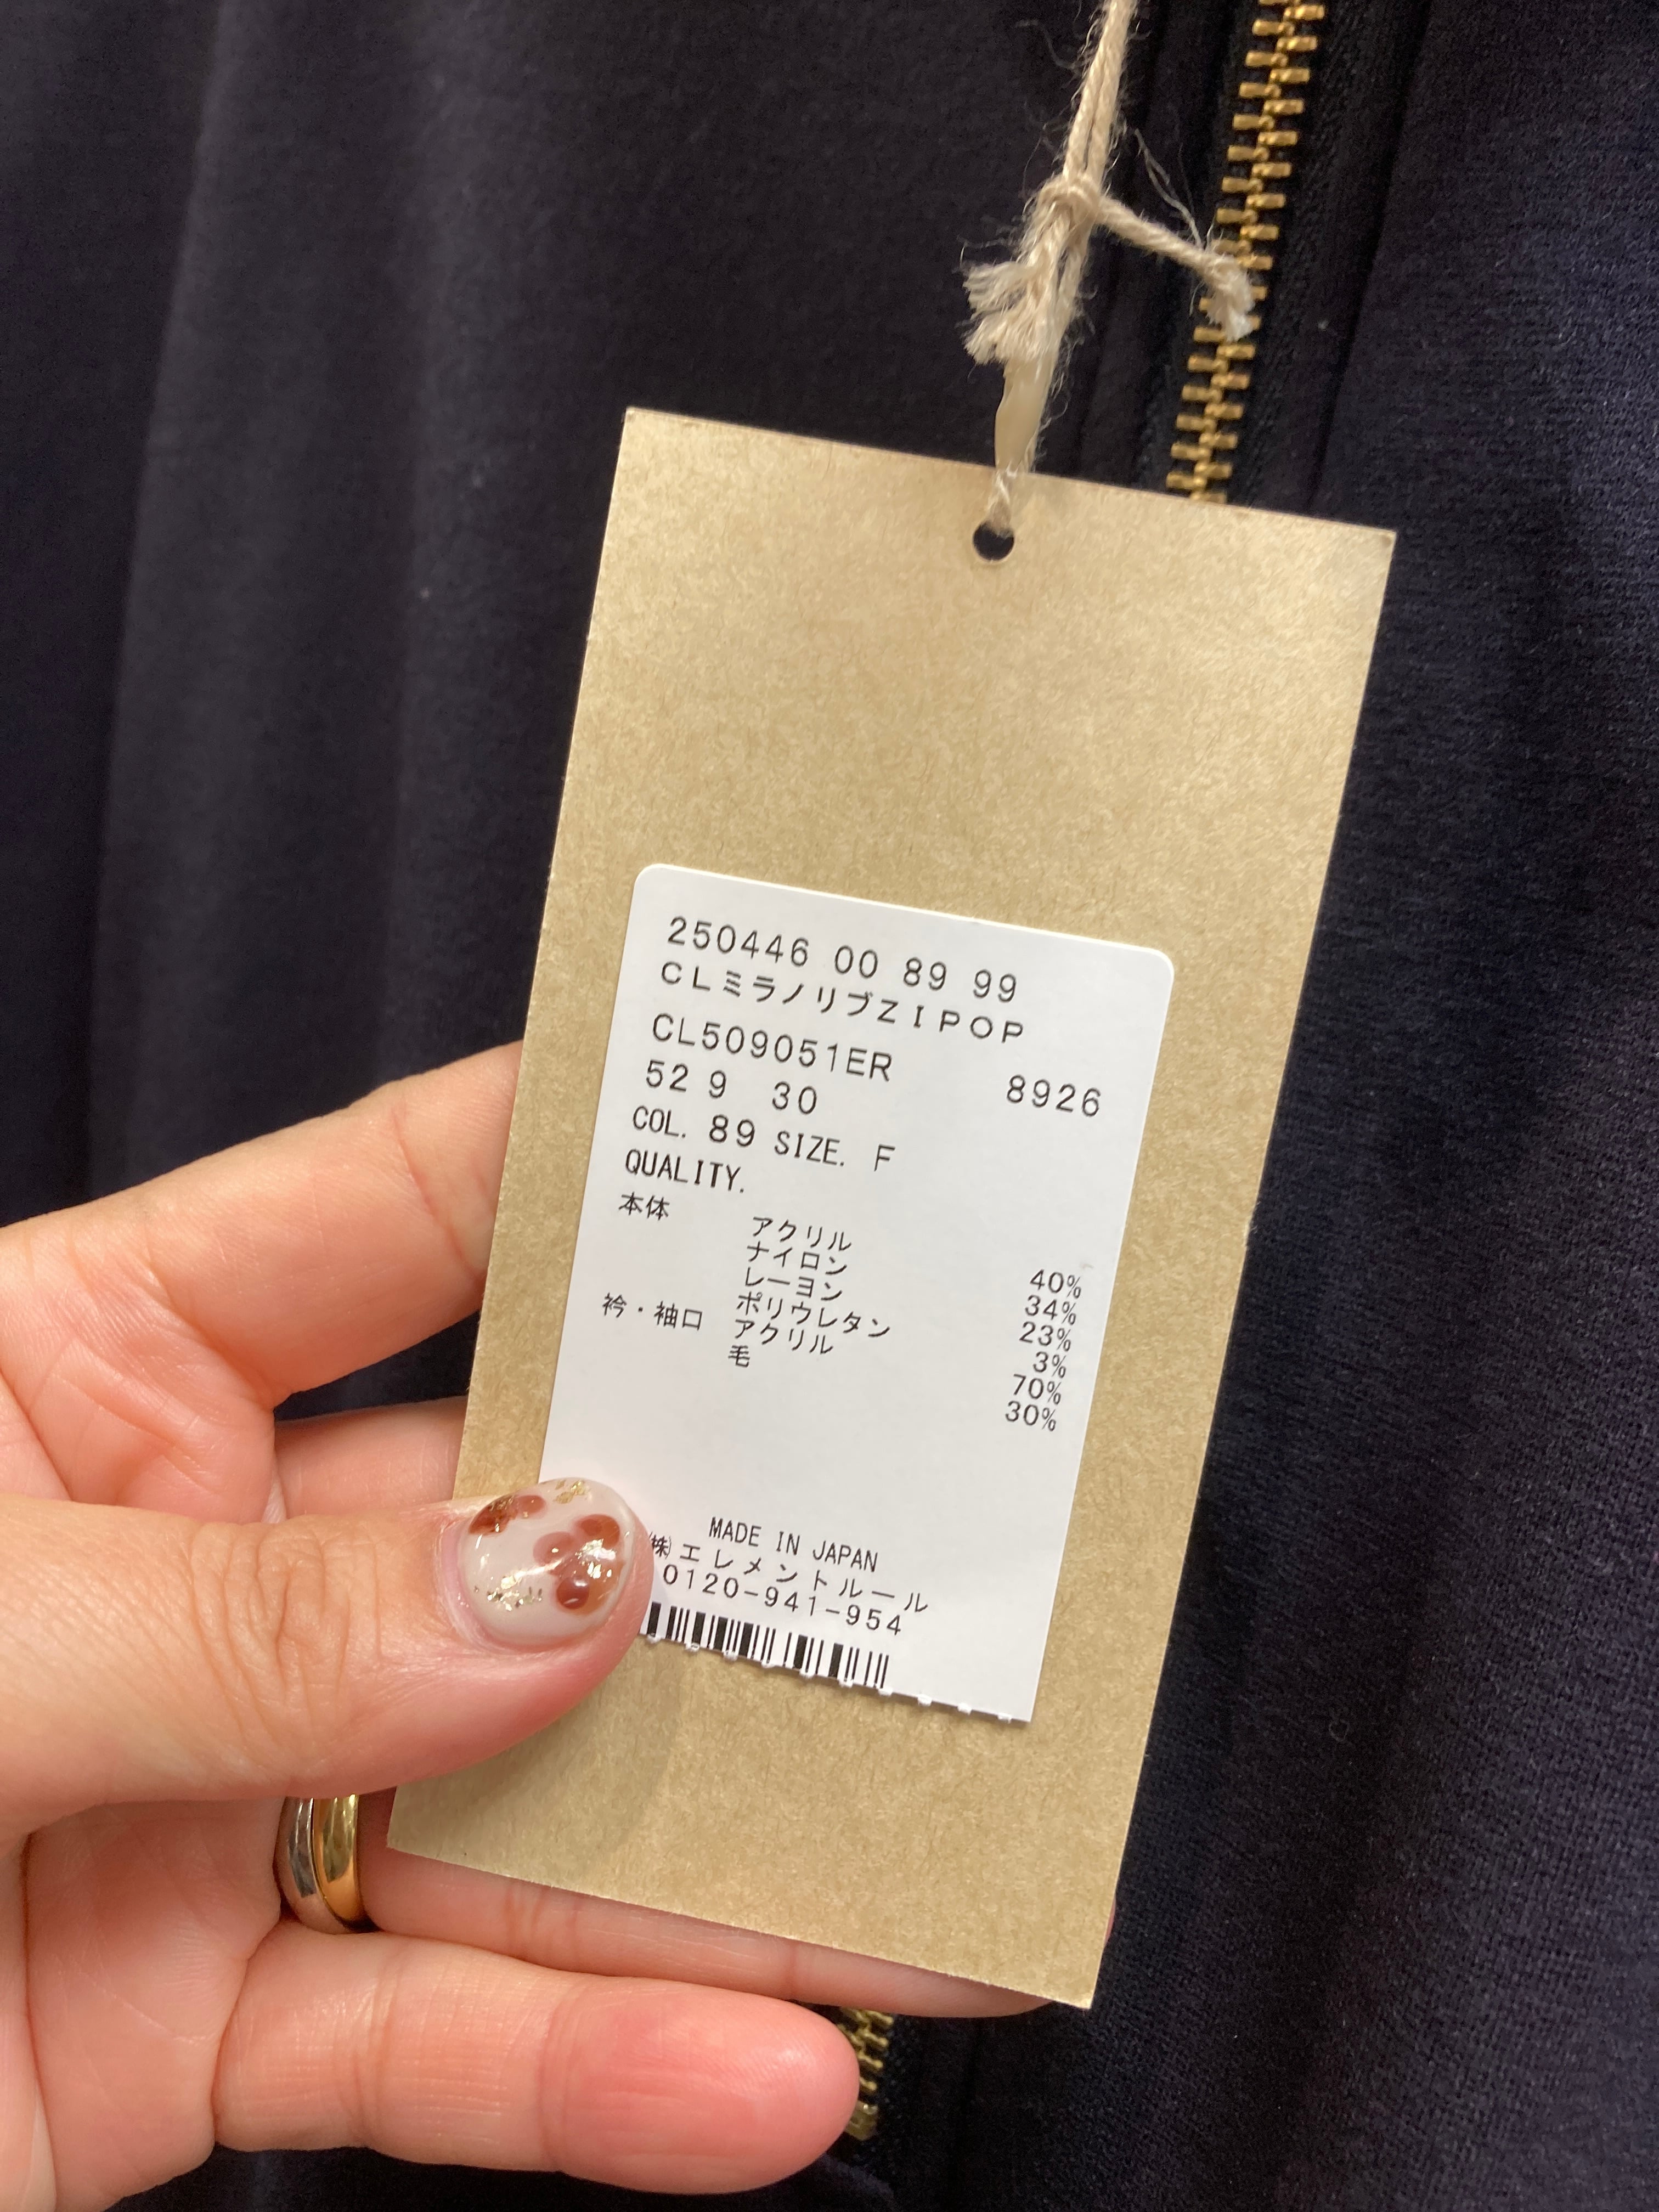 250446 00 89 99
CLミラノリブZIPOP
CL509051ER 8926
52 9 30
COL. 89 SIZE. F
QUALITY.
本体 アクリル 40%
ナイロン 34%
レーヨン 23%
ポリウレタン 3%
衿・袖口 アクリル 70%
毛 30%
MADE IN JAPAN
㈱エレメントルール
0120-941-954